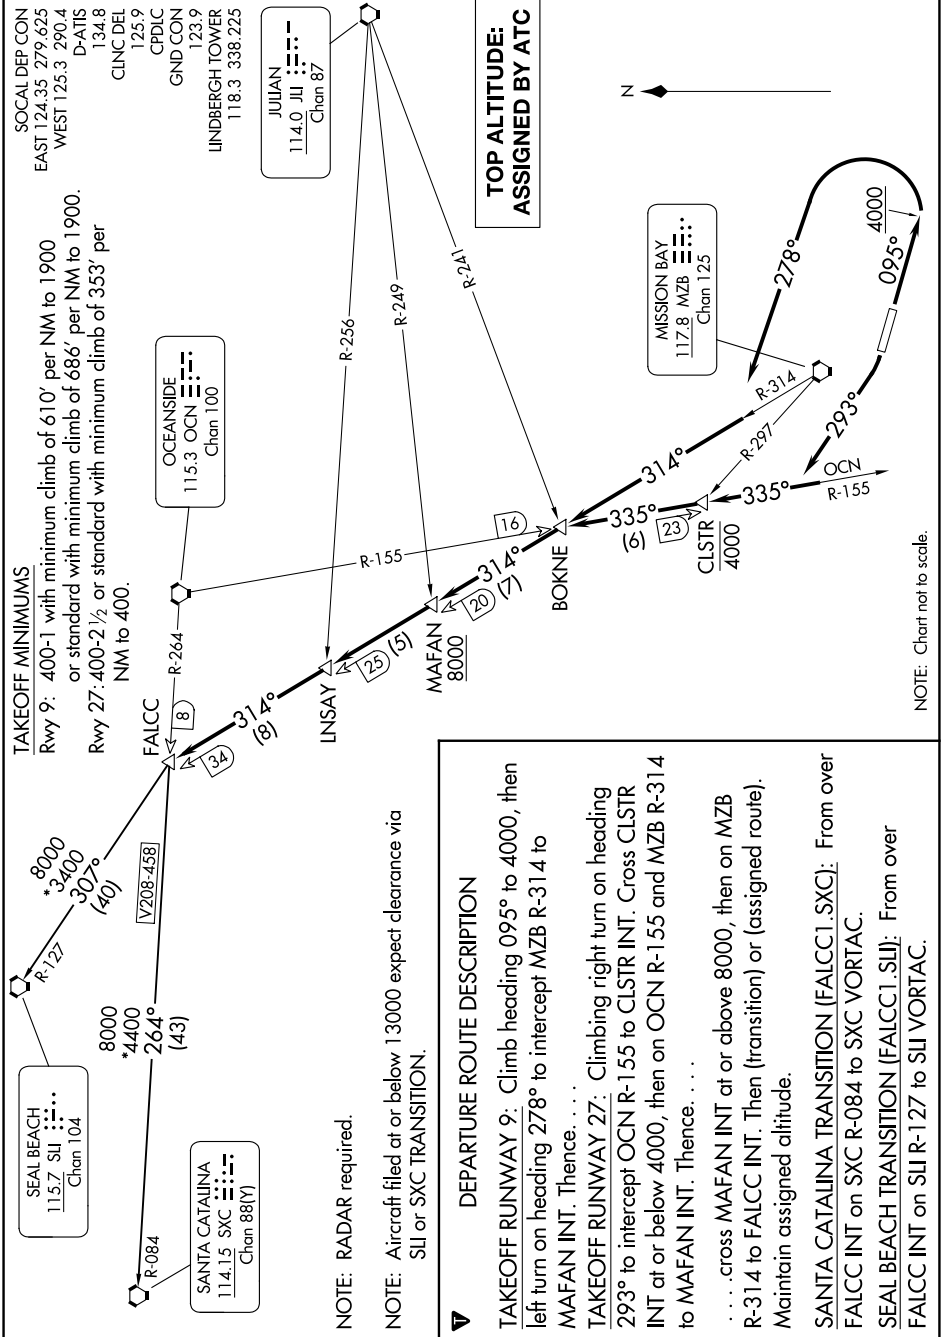 TAKEOFF MINIMUMS
Rwy 9: 400-1 with minimum climb of 610' per NM to 1900
or standard with minimum climb of 686' per NM to 1900.
Rwy 27: 400-2½ or standard with minimum climb of 353' per
NM to 400.
SOCAL DEP CON
EAST 124.35 279.625
WEST 125.3 290.4
D-ATIS
134.8
CLNC DEL
125.9
CPDLC
GND CON
123.9
LINDBERGH TOWER
118.3 338.225
SEAL BEACH
115.7 SLI
Chan 104
R-127
8000
*3400
307°
(40)
FALCC
R-264
8
OCEANSIDE
115.3 OCN
Chan 100
JULIAN
114.0 JLI
Chan 87
SANTA CATALINA
114.15 SXC
Chan 88(Y)
R-084
8000
*4400
264°
(43)
V208-458
34
314°
(8)
LNSAY
25
(5)
R-256
MAFAN
8000
20
314°
(7)
R-249
R-155
16
BOKNE
R-241
TOP ALTITUDE:
ASSIGNED BY ATC
N
335°
(6)
23
CLSTR
4000
314°
R-314
R-297
335°
OCN
R-155
MISSION BAY
117.8 MZB
Chan 125
293°
278°
095°
4000
NOTE: RADAR required.
NOTE: Aircraft filed at or below 13000 expect clearance via
SLI or SXC TRANSITION.
NOTE: Chart not to scale.
T
DEPARTURE ROUTE DESCRIPTION
TAKEOFF RUNWAY 9: Climb heading 095° to 4000, then
left turn on heading 278° to intercept MZB R-314 to
MAFAN INT. Thence. . . .
TAKEOFF RUNWAY 27: Climbing right turn on heading
293° to intercept OCN R-155 to CLSTR INT. Cross CLSTR
INT at or below 4000, then on OCN R-155 and MZB R-314
to MAFAN INT. Thence. . . .
. . . .cross MAFAN INT at or above 8000, then on MZB
R-314 to FALCC INT. Then (transition) or (assigned route).
Maintain assigned altitude.
SANTA CATALINA TRANSITION (FALCC1.SXC): From over
FALCC INT on SXC R-084 to SXC VORTAC.
SEAL BEACH TRANSITION (FALCC1.SLI): From over
FALCC INT on SLI R-127 to SLI VORTAC.